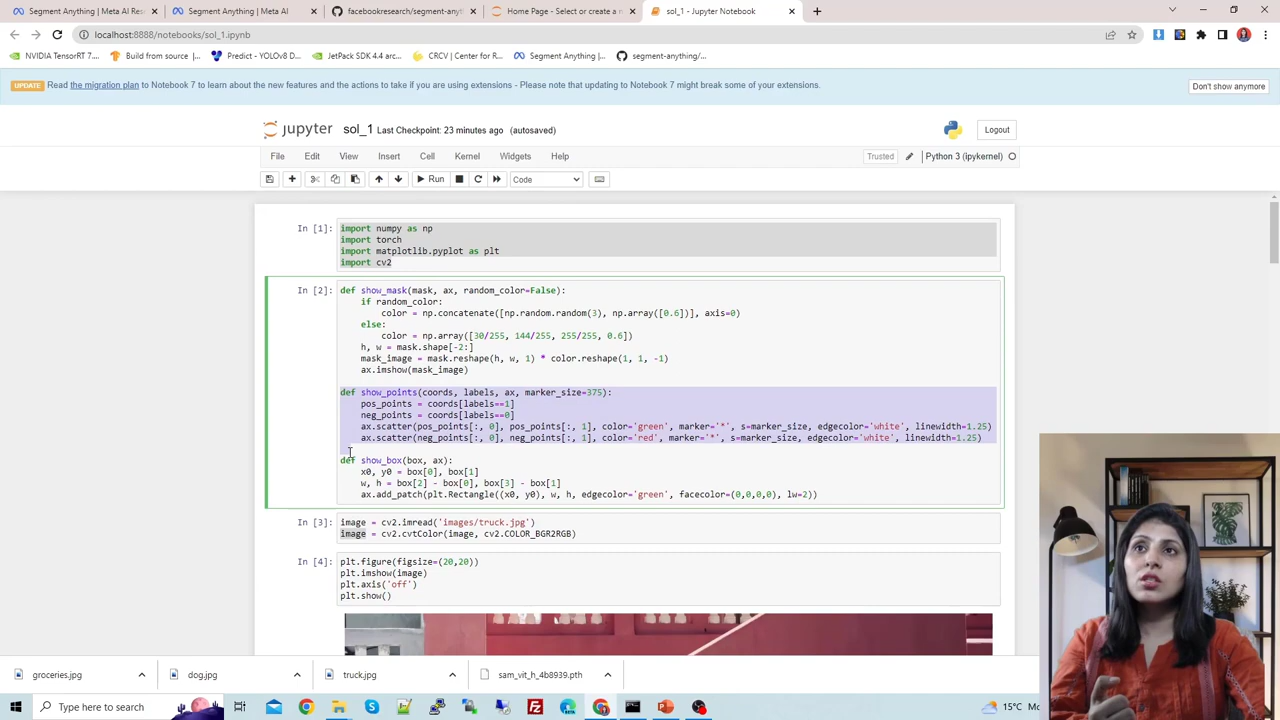 Segment Anything | Meta AI Res
Segment Anything | Meta AI
facebookresearch/segment-anyth
Home Page - Select or create a n
sol_1 - Jupyter Notebook
localhost:8888/notebooks/sol_1.ipynb
NVIDIA TensorRT 7....
Build from source |...
Predict - YOLOv8 D...
JetPack SDK 4.4 arc...
CRCV | Center for R...
Segment Anything |...
segment-anything/...
UPDATE Read the migration plan to Notebook 7 to learn about the new features and the actions to take if you are using extensions - Please note that updating to Notebook 7 might break some of your extensions.
Don't show anymore
jupyter sol_1 Last Checkpoint: 23 minutes ago (autosaved)
Logout
File Edit View Insert Cell Kernel Widgets Help
Trusted
Python 3 (ipykernel)
Run
Code
In [1]: import numpy as np
import torch
import matplotlib.pyplot as plt
import cv2
In [2]: def show_mask(mask, ax, random_color=False):
if random_color:
color = np.concatenate([np.random.random(3), np.array([0.6])], axis=0)
else:
color = np.array([30/255, 144/255, 255/255, 0.6])
h, w = mask.shape[-2:]
mask_image = mask.reshape(h, w, 1) * color.reshape(1, 1, -1)
ax.imshow(mask_image)
def show_points(coords, labels, ax, marker_size=375):
pos_points = coords[labels==1]
neg_points = coords[labels==0]
ax.scatter(pos_points[:, 0], pos_points[:, 1], color='green', marker='*', s=marker_size, edgecolor='white', linewidth=1.25)
ax.scatter(neg_points[:, 0], neg_points[:, 1], color='red', marker='*', s=marker_size, edgecolor='white', linewidth=1.25)
def show_box(box, ax):
x0, y0 = box[0], box[1]
w, h = box[2] - box[0], box[3] - box[1]
ax.add_patch(plt.Rectangle((x0, y0), w, h, edgecolor='green', facecolor=(0,0,0,0), lw=2))
In [3]: image = cv2.imread('images/truck.jpg')
image = cv2.cvtColor(image, cv2.COLOR_BGR2RGB)
In [4]: plt.figure(figsize=(20,20))
plt.imshow(image)
plt.axis('off')
plt.show()
groceries.jpg
dog.jpg
truck.jpg
sam_vit_h_4b8939.pth
Type here to search
15°C Mo